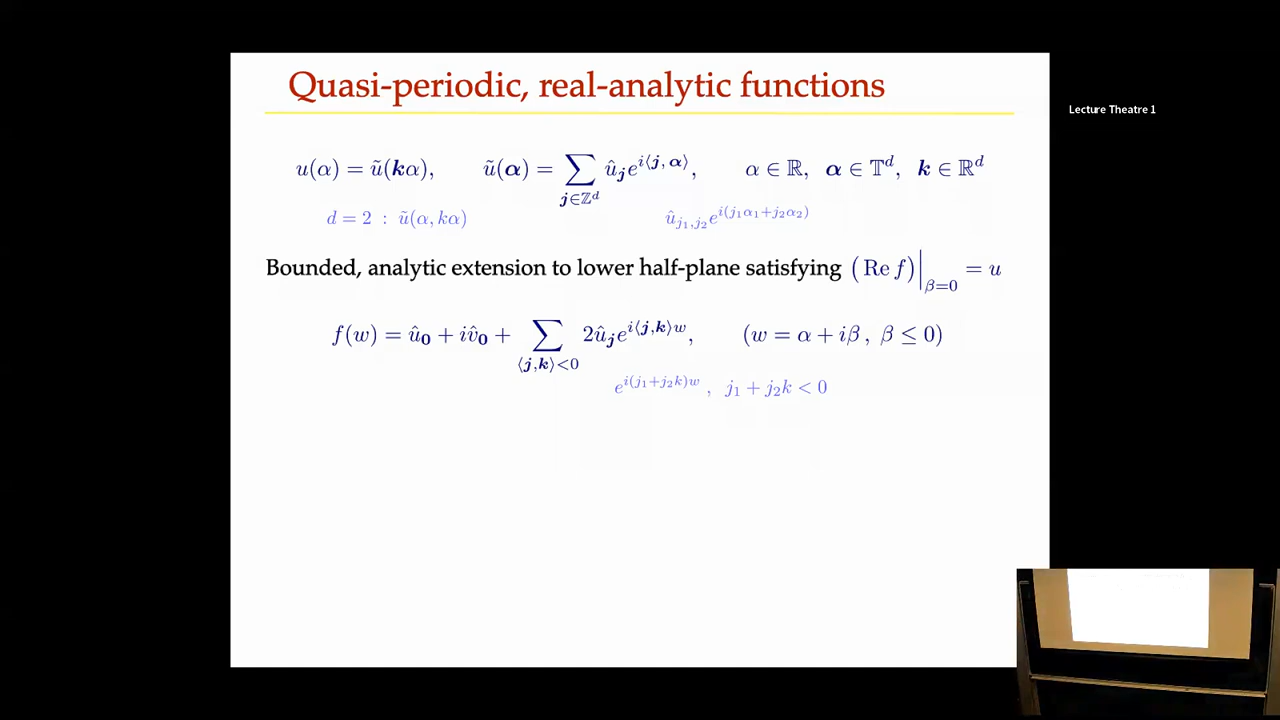 Quasi-periodic, real-analytic functions
Lecture Theatre 1
u(α) = ũ(kα), ũ(α) = ∑_{j∈ℤ^d} û_j e^{i⟨j, α⟩}, α ∈ ℝ, α ∈ 𝕋^d, k ∈ ℝ^d
d = 2 : ũ(α, kα) û_{j₁,j₂} e^{i(j₁α₁+j₂α₂)}
Bounded, analytic extension to lower half-plane satisfying (Re f)|_{β=0} = u
f(w) = û_0 + iv̂_0 + ∑_{⟨j,k⟩<0} 2û_j e^{i⟨j,k⟩w}, (w = α + iβ , β ≤ 0)
e^{i(j₁+j₂k)w} , j₁ + j₂k < 0